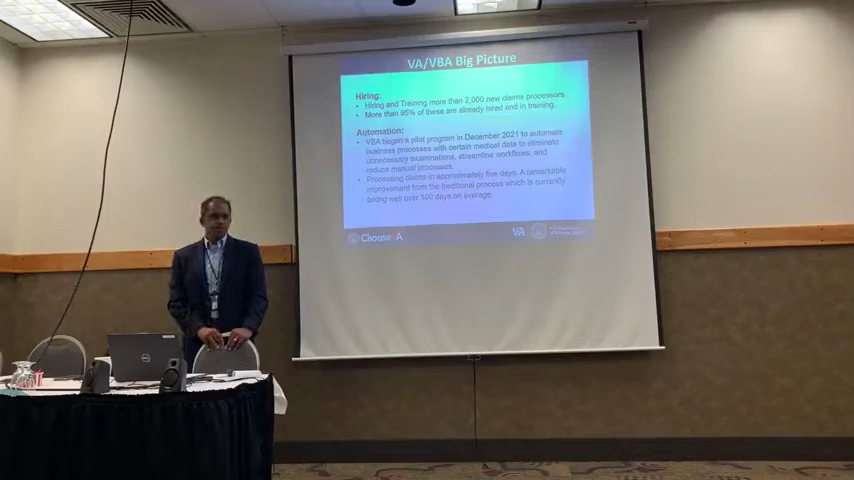 VA/VBA Big Picture
Hiring:
• Hiring and Training more than 2,000 new claims processors.
• More than 95% of these are already hired and in training.
Automation:
• VBA began a pilot program in December 2021 to automate
business processes with certain medical data to eliminate
unnecessary examinations, streamline workflows, and
reduce manual processes.
• Processing claims in approximately five days. A remarkable
improvement from the traditional process which is currently
taking well over 100 days on average.
Choose VA
VA
DELL